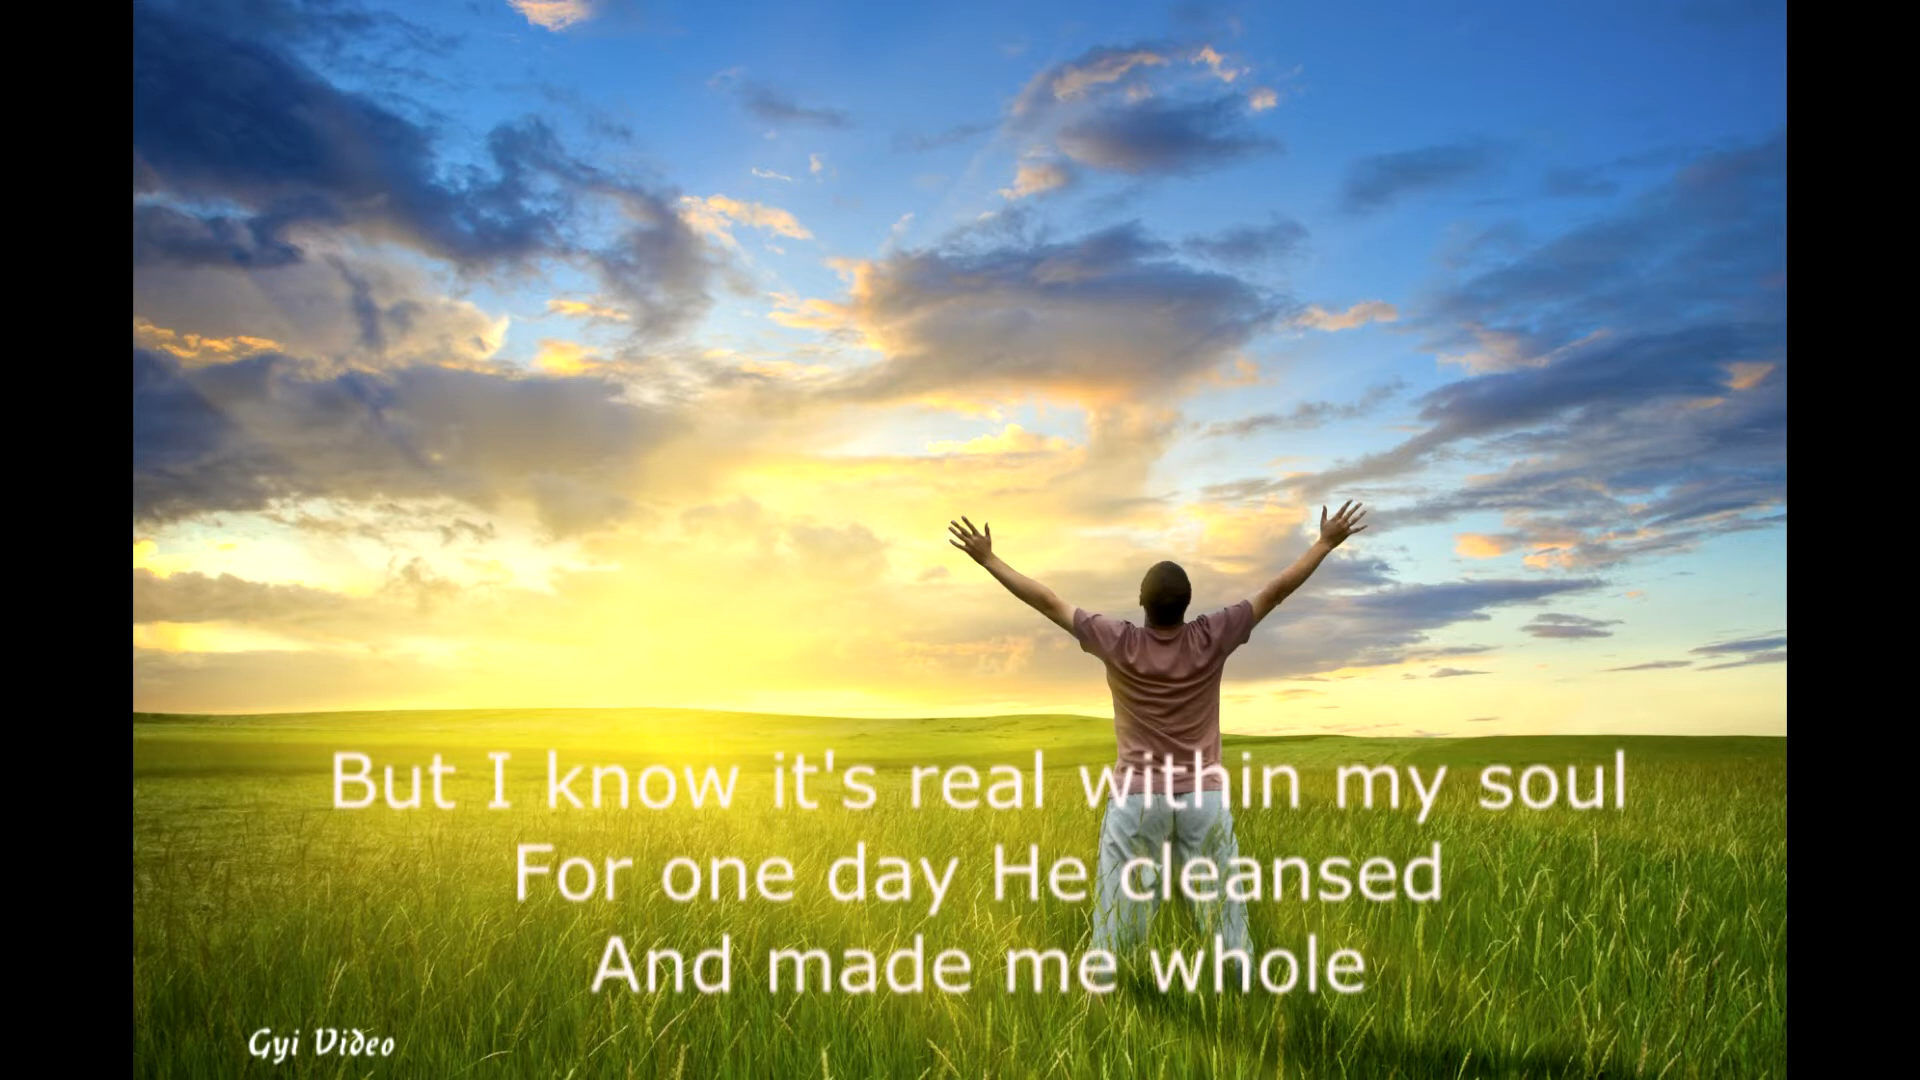 But I know it's real within my soul
For one day He cleansed
And made me whole
Gyi Video